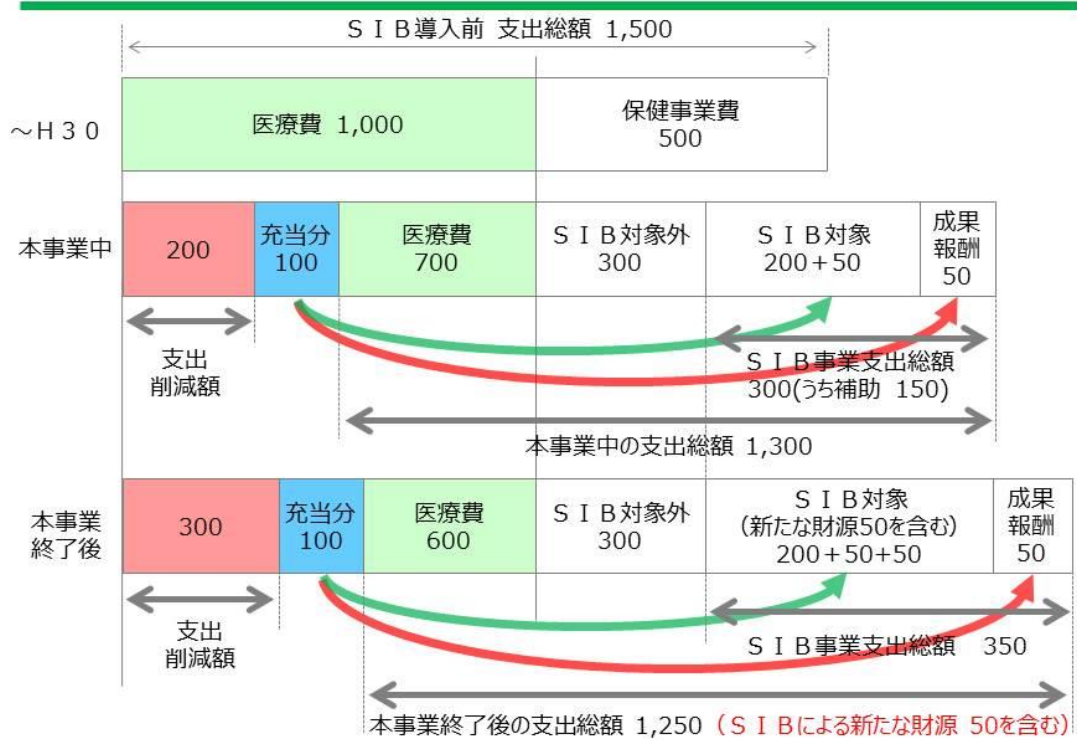 ＳＩＢ導入前 支出総額 1,500
～Ｈ３０
医療費 1,000
保健事業費
500
本事業中
200
充当分
100
医療費
700
ＳＩＢ対象外
300
ＳＩＢ対象
200＋50
成果
報酬
50
支出
削減額
ＳＩＢ事業支出総額
300(うち補助 150)
本事業中の支出総額 1,300
本事業
終了後
300
充当分
100
医療費
600
ＳＩＢ対象外
300
ＳＩＢ対象
（新たな財源50を含む）
200＋50+50
成果
報酬
50
支出
削減額
ＳＩＢ事業支出総額　350
本事業終了後の支出総額 1,250（ＳＩＢによる新たな財源 50を含む）